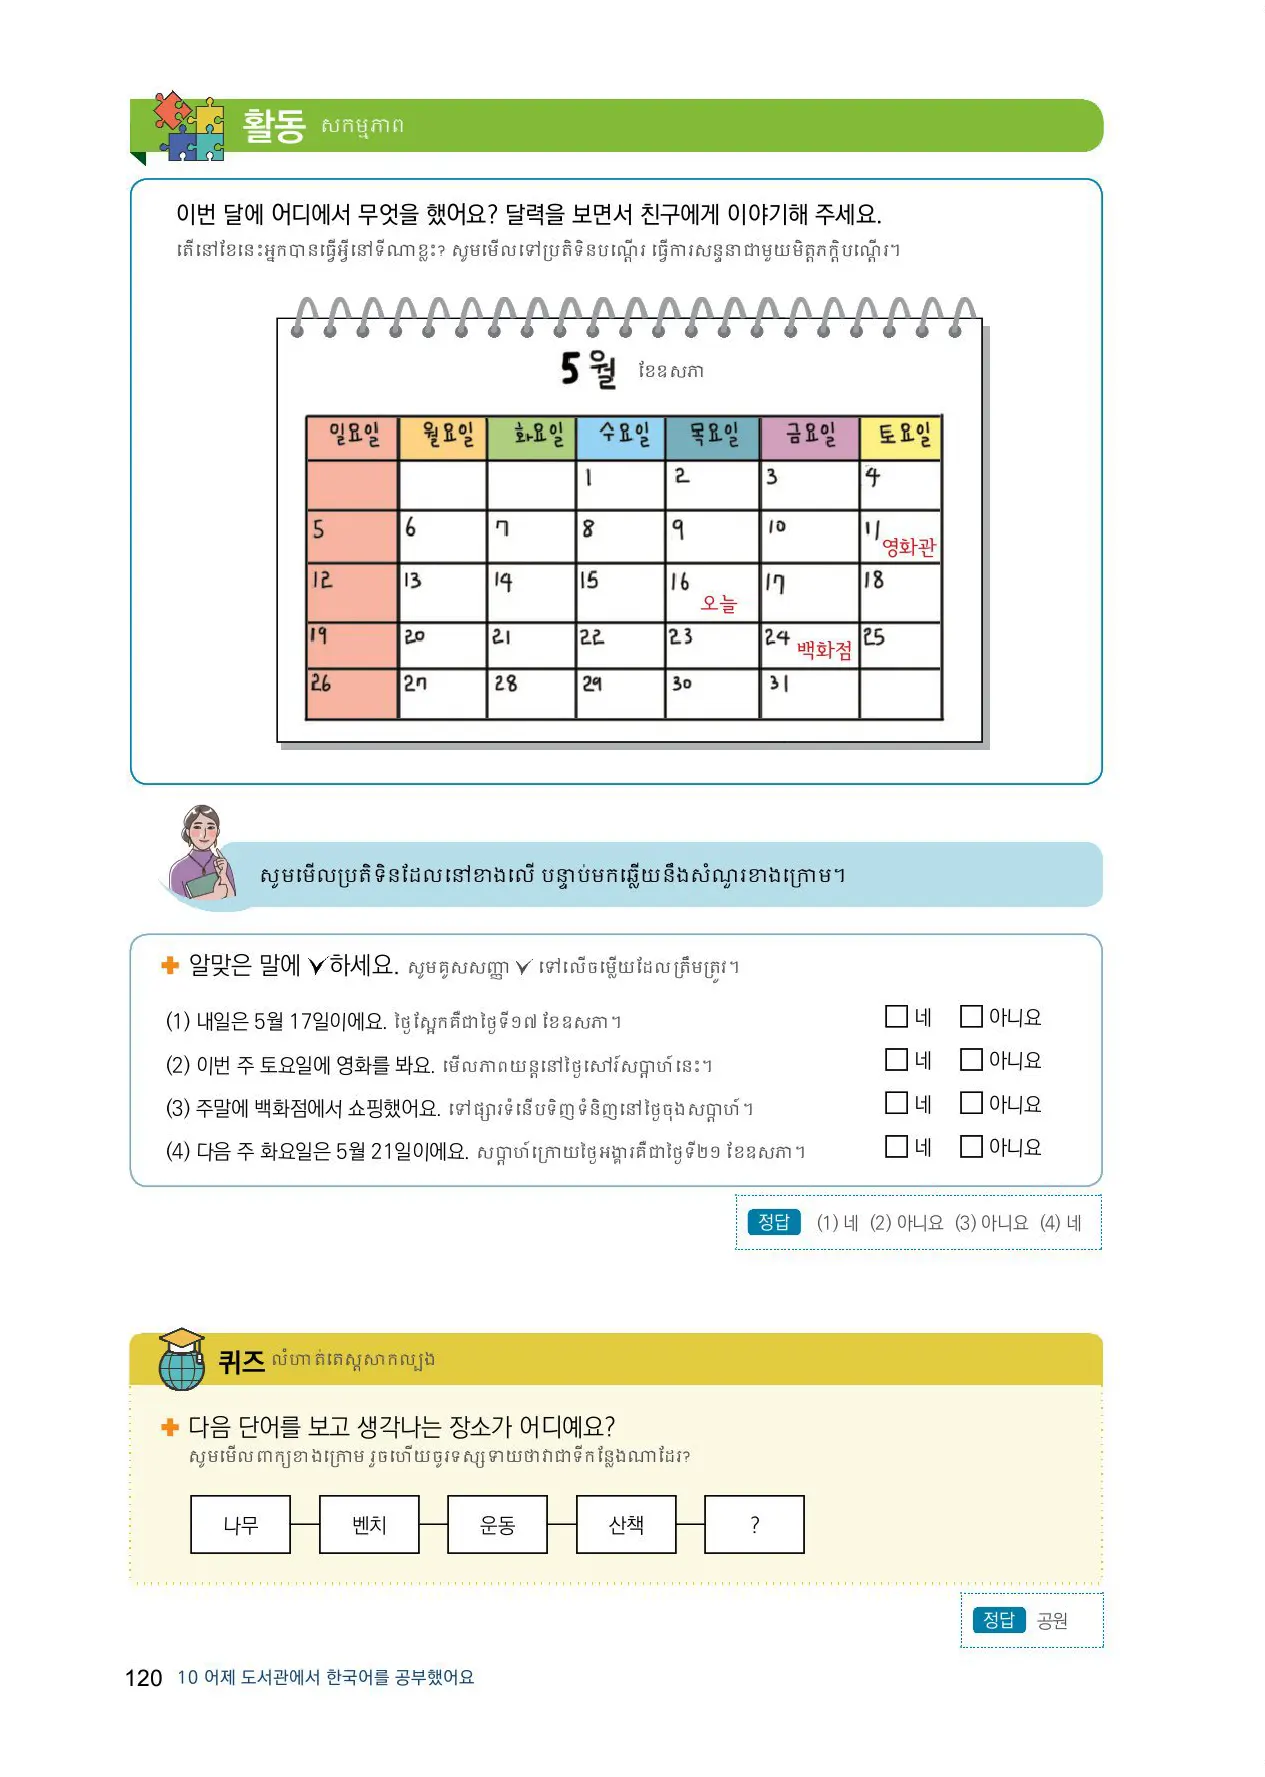 활동 សកម្មភាព
이번 달에 어디에서 무엇을 했어요? 달력을 보면서 친구에게 이야기해 주세요.
តើនៅខែនេះអ្នកបានធ្វើអ្វីនៅទីណាខ្លះ? សូមមើលទៅប្រតិទិនបណ្តើរ ធ្វើការសន្ទនាជាមួយមិត្តភក្តិបណ្តើរ។
5월 ខែឧសភា
일요일 월요일 화요일 수요일 목요일 금요일 토요일
1 2 3 4
5 6 7 8 9 10 11 영화관
12 13 14 15 16 오늘 17 18
19 20 21 22 23 24 백화점 25
26 27 28 29 30 31
សូមមើលប្រតិទិនដែលនៅខាងលើ បន្ទាប់មកឆ្លើយនឹងសំណួរខាងក្រោម។
알맞은 말에 ✓하세요. សូមគូសសញ្ញា ✓ ទៅលើចម្លើយដែលត្រឹមត្រូវ។
(1) 내일은 5월 17일이에요. ថ្ងៃស្អែកគឺជាថ្ងៃទី១៧ ខែឧសភា។ □ 네 □ 아니요
(2) 이번 주 토요일에 영화를 봐요. មើលភាពយន្តនៅថ្ងៃសៅរ៍សប្តាហ៍នេះ។ □ 네 □ 아니요
(3) 주말에 백화점에서 쇼핑했어요. ទៅផ្សារទំនើបទិញទំនិញនៅថ្ងៃចុងសប្តាហ៍។ □ 네 □ 아니요
(4) 다음 주 화요일은 5월 21일이에요. សប្តាហ៍ក្រោយថ្ងៃអង្គារគឺជាថ្ងៃទី២១ ខែឧសភា។ □ 네 □ 아니요
정답 (1) 네 (2) 아니요 (3) 아니요 (4) 네
퀴즈 លំហាត់តេស្តសាកល្បង
다음 단어를 보고 생각나는 장소가 어디예요?
សូមមើលពាក្យខាងក្រោម រួចហើយចូរទស្សទាយថាវាជាទីកន្លែងណាដែរ?
나무 벤치 운동 산책 ?
정답 공원
120 10 어제 도서관에서 한국어를 공부했어요